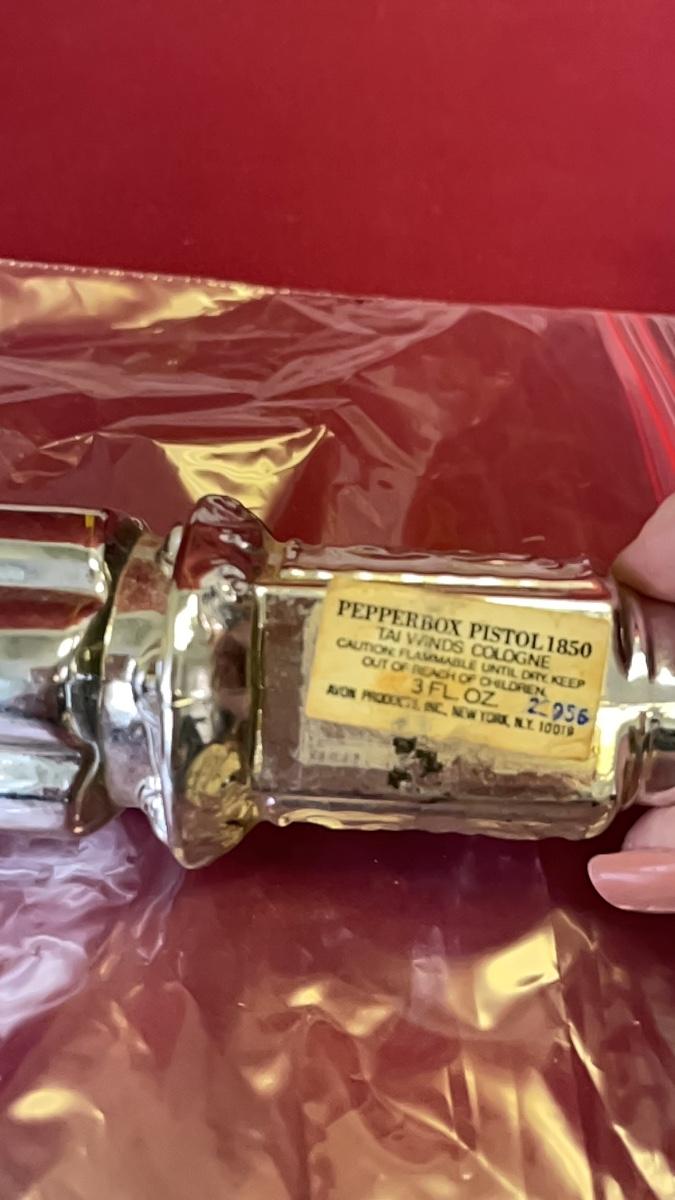 PEPPERBOX PISTOL 1850
TAI WINDS COLOGNE
CAUTION: FLAMMABLE UNTIL DRY. KEEP
OUT OF REACH OF CHILDREN.
3 FL. OZ.
AVON PRODUCTS, INC., NEW YORK, N.Y. 10019